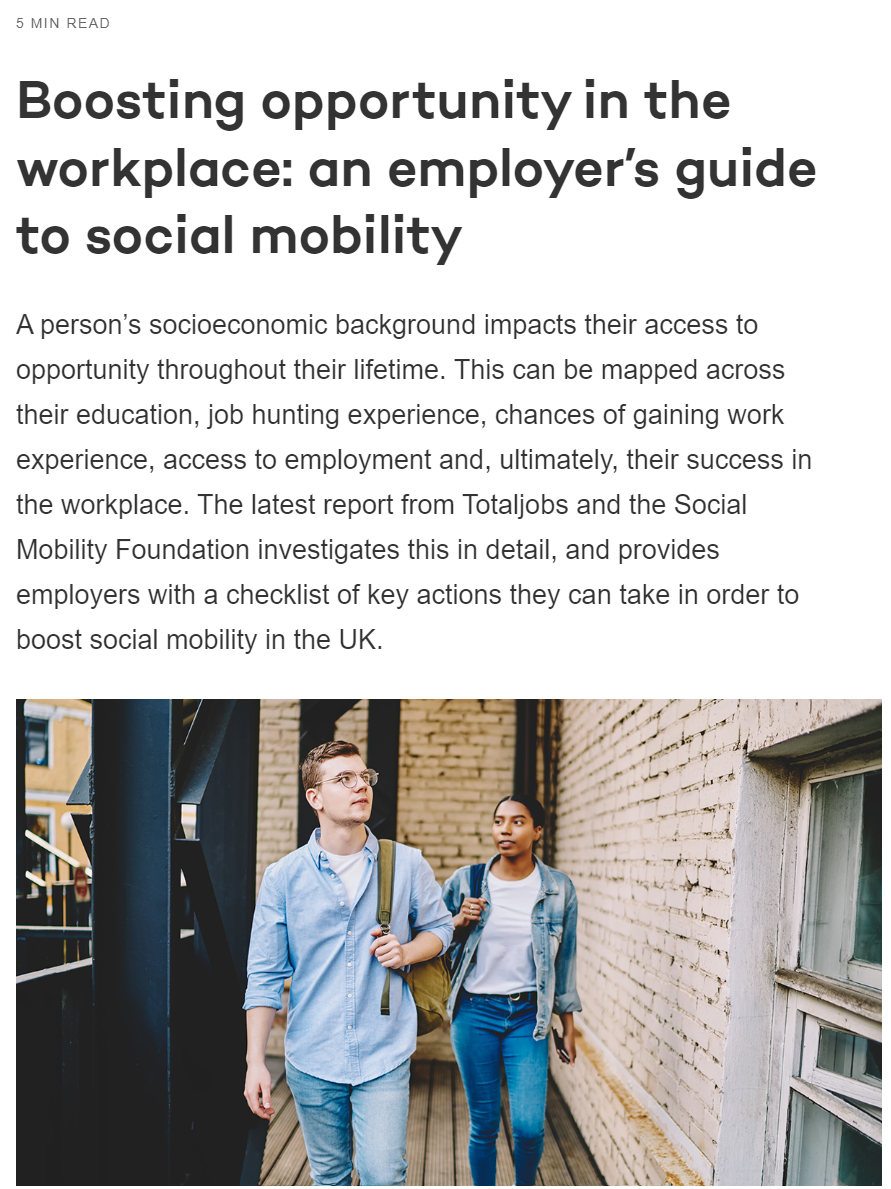 5 MIN READ
Boosting opportunity in the
workplace: an employer’s guide
to social mobility
A person’s socioeconomic background impacts their access to
opportunity throughout their lifetime. This can be mapped across
their education, job hunting experience, chances of gaining work
experience, access to employment and, ultimately, their success in
the workplace. The latest report from Totaljobs and the Social
Mobility Foundation investigates this in detail, and provides
employers with a checklist of key actions they can take in order to
boost social mobility in the UK.